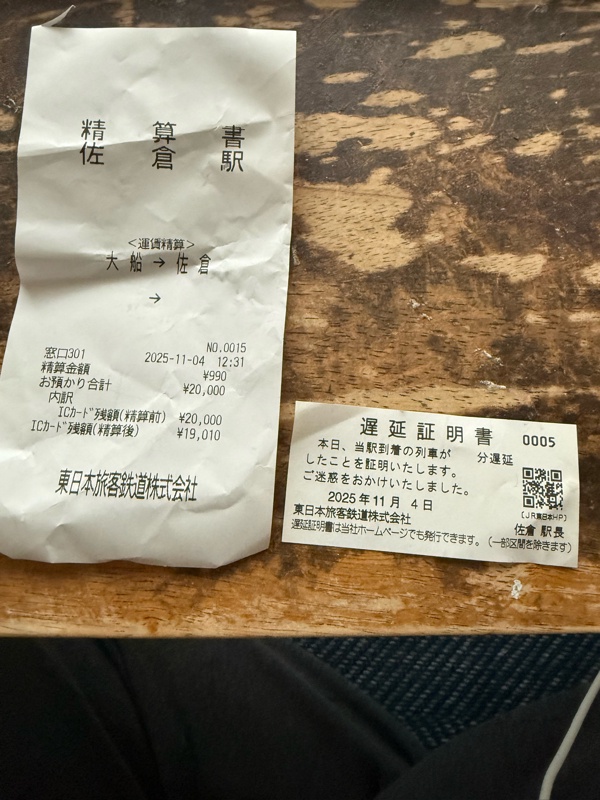 精算書
佐倉駅
<運賃精算>
大船→佐倉
→
NO.0015
窓口301 2025-11-04 12:31
精算金額 ¥990
お預かり合計 ¥20,000
内訳
ICカード残額(精算前) ¥20,000
ICカード残額(精算後) ¥19,010
東日本旅客鉄道株式会社
遅延証明書 0005
本日、当駅到着の列車が 分遅延
したことを証明いたします。
ご迷惑をおかけいたしました。
2025年11月 4日
(JR東日本HP)
東日本旅客鉄道株式会社 佐倉 駅長
遅延証明書は当社ホームページでも発行できます。(一部区間を除きます)